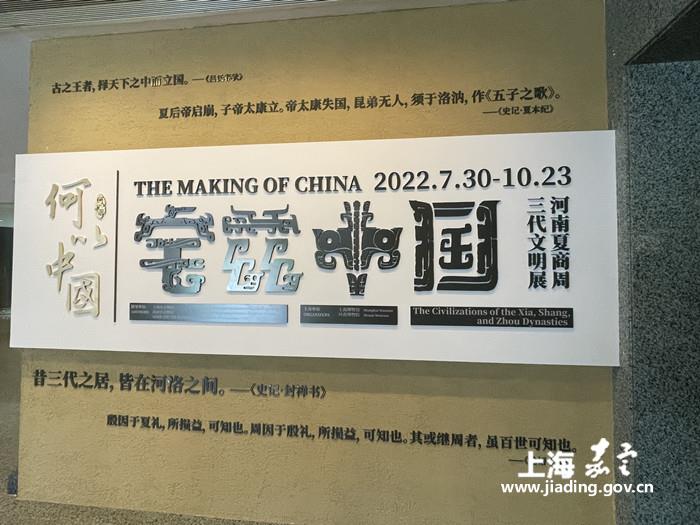 古之王者，择天下之中而立国。——《吕氏春秋》
夏后帝启崩，子帝太康立。帝太康失国，昆弟无人，须于洛汭，作《五子之歌》。
——《史记·夏本纪》
何以中國
THE MAKING OF CHINA 2022.7.30-10.23
何以中国
河南夏商周
三代文明展
The Civilizations of the Xia, Shang,
and Zhou Dynasties
昔三代之居，皆在河洛之间。——《史记·封禅书》
殷因于夏礼，所损益，可知也。周因于殷礼，所损益，可知也。其或继周者，虽百世可知也。
上海嘉定
www.jiading.gov.cn